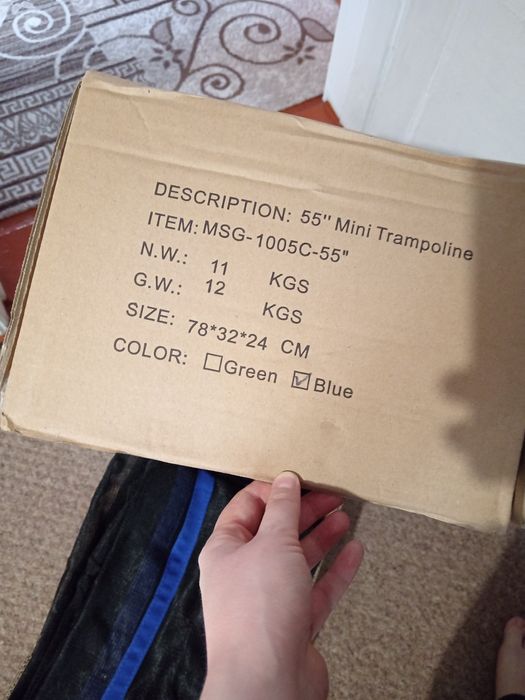 DESCRIPTION: 55'' Mini Trampoline
ITEM: MSG-1005C-55"
N.W.: 11 KGS
G.W.: 12 KGS
SIZE: 78*32*24 CM
COLOR: ☐Green ☑Blue